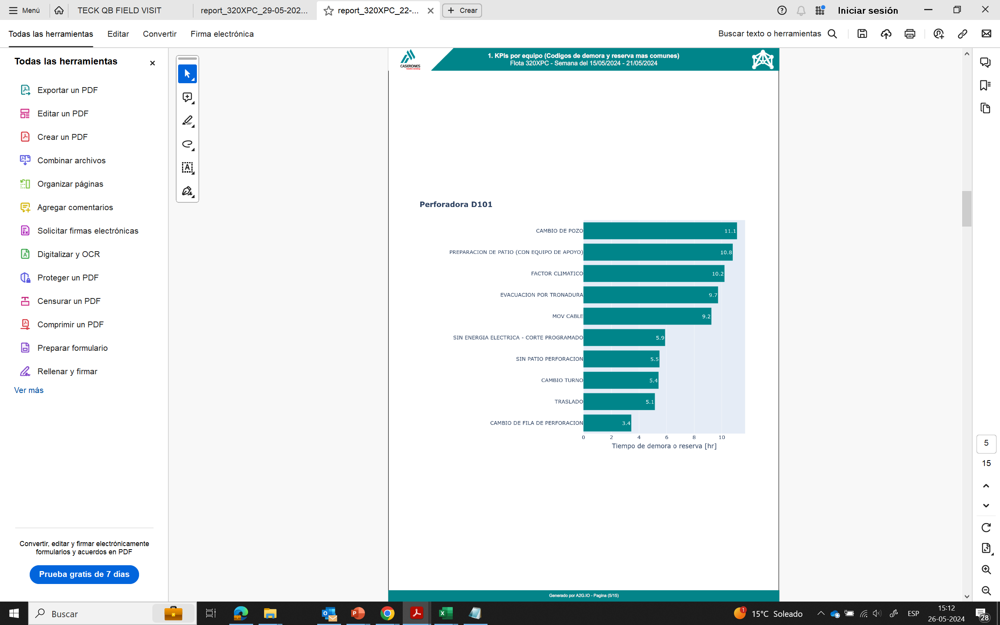 Menú
TECK QB FIELD VISIT
report_320XPC_29-05-202...
report_320XPC_22-...
Crear
Iniciar sesión
Todas las herramientas
Editar
Convertir
Firma electrónica
Buscar texto o herramientas
Todas las herramientas
Exportar un PDF
Editar un PDF
Crear un PDF
Combinar archivos
Organizar páginas
Agregar comentarios
Solicitar firmas electrónicas
Digitalizar y OCR
Proteger un PDF
Censurar un PDF
Comprimir un PDF
Preparar formulario
Rellenar y firmar
Ver más
Convertir, editar y firmar electrónicamente
formularios y acuerdos en PDF
Prueba gratis de 7 días
CASERONES
lundin mining
1. KPIs por equipo (Codigos de demora y reserva mas comunes)
Flota 320XPC - Semana del 15/05/2024 - 21/05/2024
Perforadora D101
CAMBIO DE POZO 11.1
PREPARACION DE PATIO (CON EQUIPO DE APOYO) 10.8
FACTOR CLIMATICO 10.2
EVACUACION POR TRONADURA 9.7
MOV CABLE 9.2
SIN ENERGIA ELECTRICA - CORTE PROGRAMADO 5.9
SIN PATIO PERFORACION 5.5
CAMBIO TURNO 5.4
TRASLADO 5.1
CAMBIO DE FILA DE PERFORACION 3.4
0 2 4 6 8 10
Tiempo de demora o reserva [hr]
Generado por A2G.IO - Pagina (5/15)
5
15
Buscar
1
15°C Soleado
ESP
15:12
26-05-2024
28